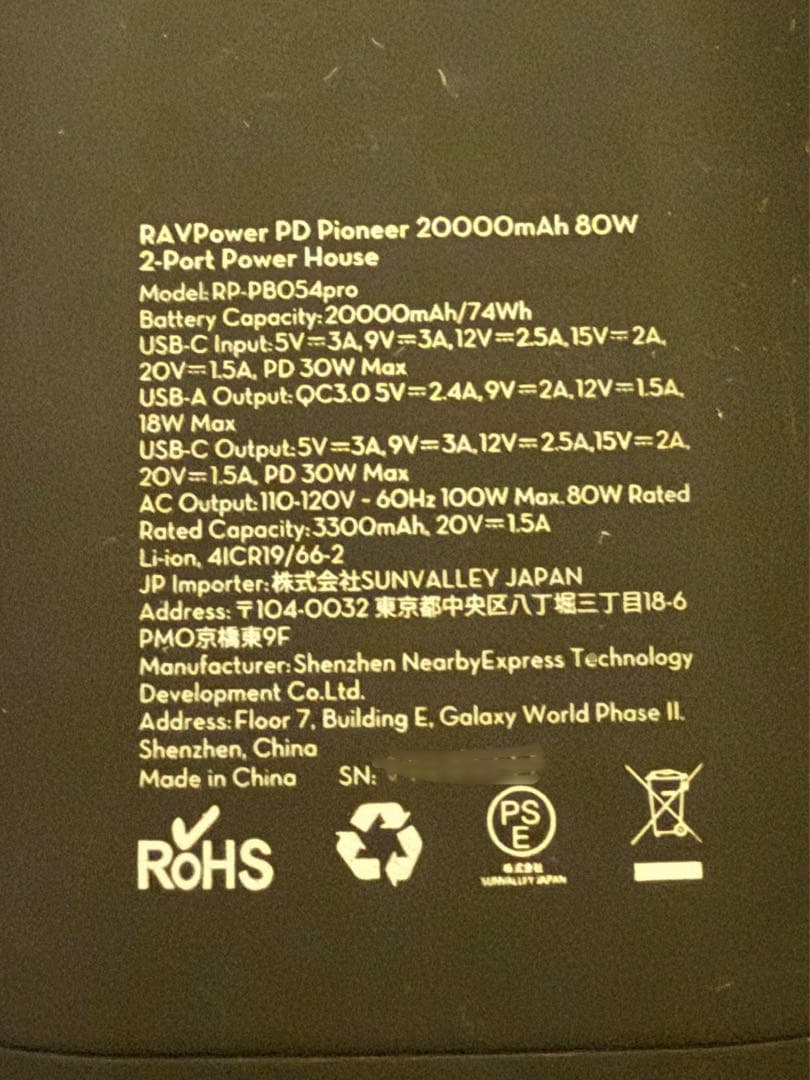 RAVPower PD Pioneer 20000mAh 80W
2-Port Power House
Model:RP-PB054pro
Battery Capacity:20000mAh/74Wh
USB-C Input:5V⎓3A,9V⎓3A,12V⎓2.5A,15V⎓2A,
20V⎓1.5A, PD 30W Max
USB-A Output:QC3.0 5V⎓2.4A,9V⎓2A,12V⎓1.5A,
18W Max
USB-C Output:5V⎓3A,9V⎓3A,12V⎓2.5A,15V⎓2A,
20V⎓1.5A, PD 30W Max
AC Output:110-120V ~ 60Hz 100W Max.80W Rated
Rated Capacity:3300mAh, 20V⎓1.5A
Li-ion, 4ICR19/66-2
JP Importer:株式会社SUNVALLEY JAPAN
Address:〒104-0032 東京都中央区八丁堀三丁目18-6
PMO京橋東9F
Manufacturer:Shenzhen NearbyExpress Technology
Development Co.Ltd.
Address:Floor 7, Building E, Galaxy World Phase II,
Shenzhen, China
Made in China SN:
RoHS
PS
E
株式会社
SUNVALLEY JAPAN